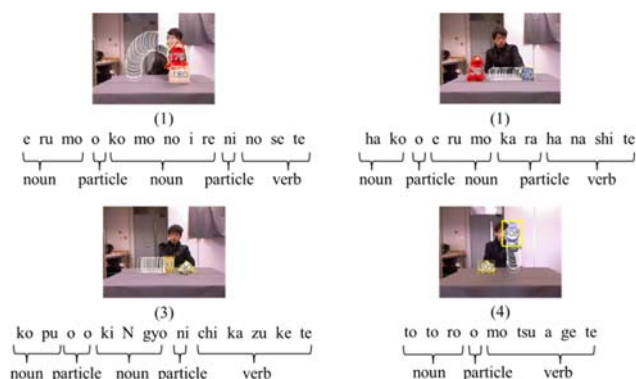 (1)
e ru mo o ko mo no i re ni no se te
noun particle noun particle verb
(1)
ha ko o e ru mo ka ra ha na shi te
noun particle noun particle verb
(3)
ko pu o o ki N gyo ni chi ka zu ke te
noun particle noun particle verb
(4)
to to ro o mo tsu a ge te
noun particle verb